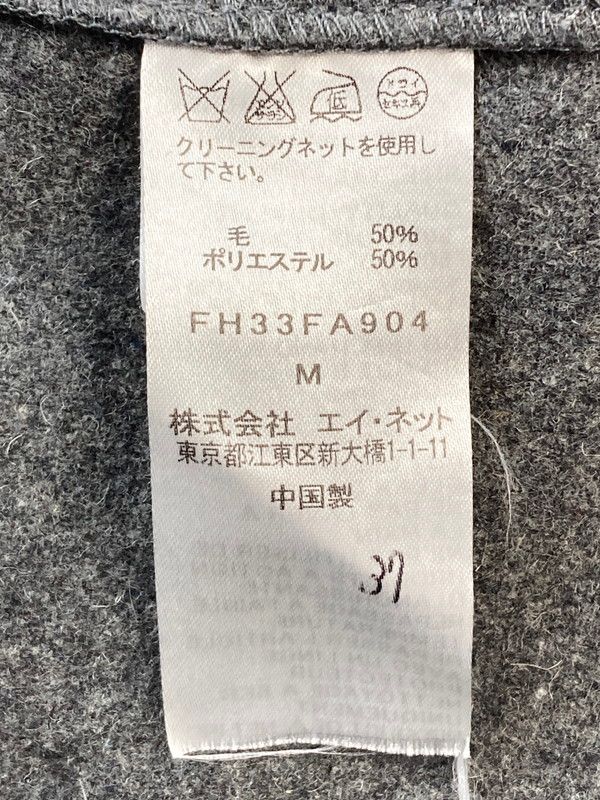 低
ドライ
セキユ系
クリーニングネットを使用し
て下さい。
毛 50%
ポリエステル 50%
FH33FA904
M
株式会社 エイ・ネット
東京都江東区新大橋1-1-11
中国製
37